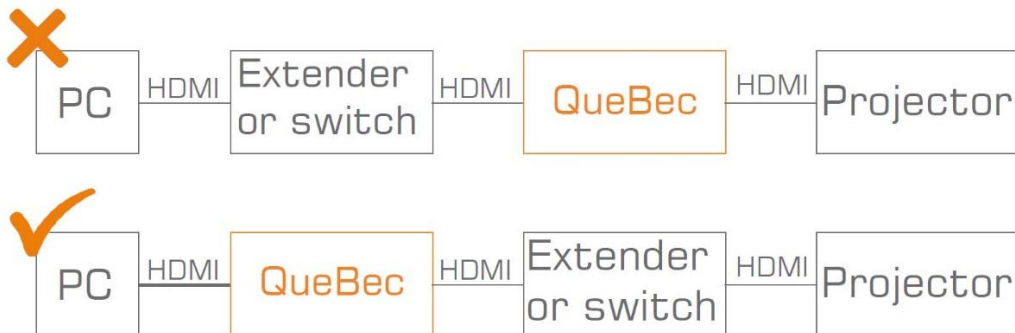 PC HDMI Extender or switch HDMI QueBec HDMI Projector
PC HDMI QueBec HDMI Extender or switch HDMI Projector